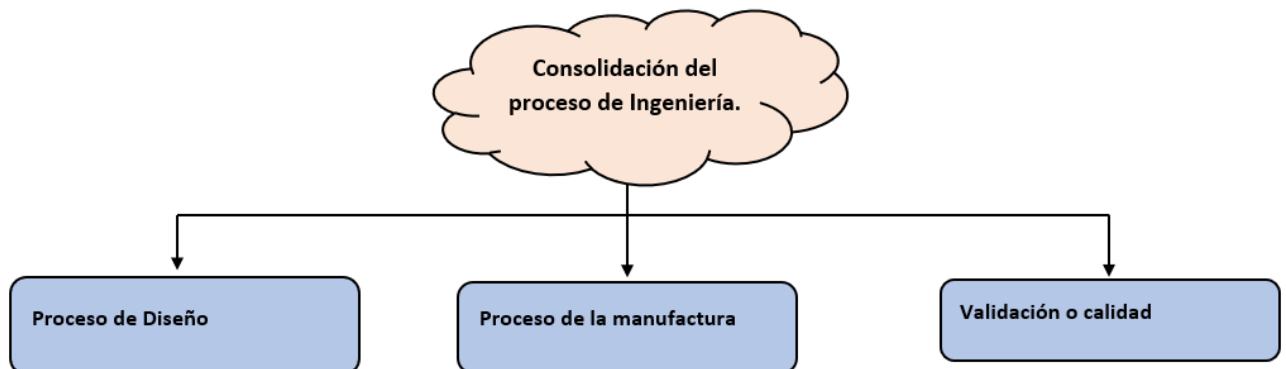 Consolidación del
proceso de Ingeniería.
Proceso de Diseño
Proceso de la manufactura
Validación o calidad